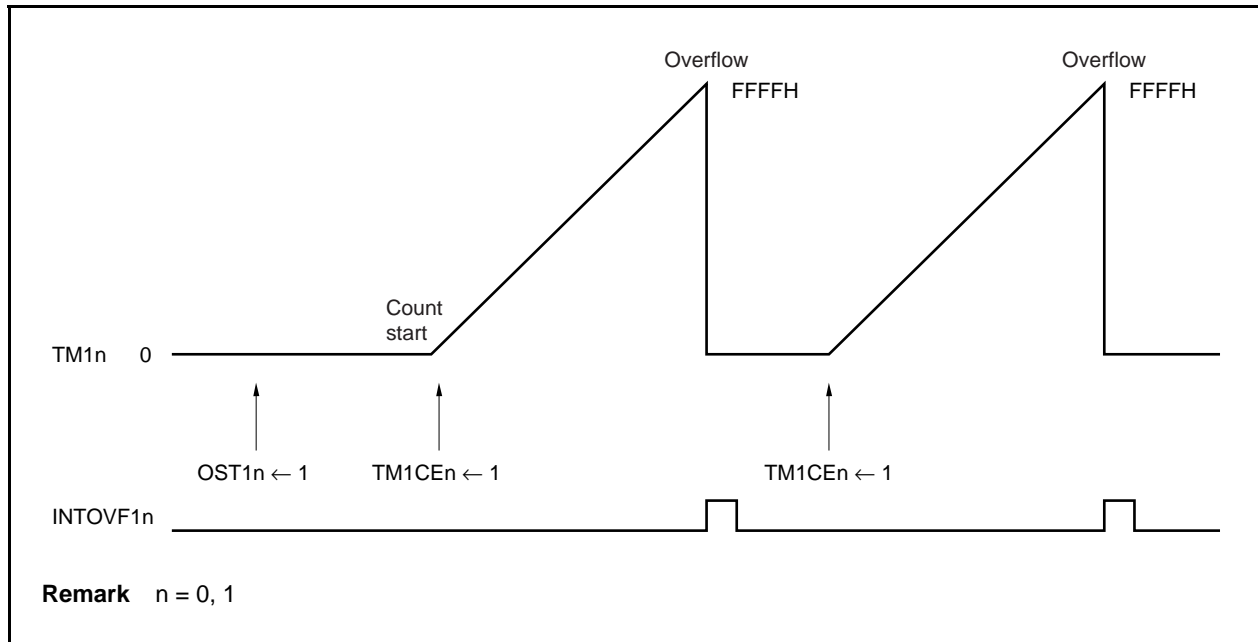 Overflow Overflow
FFFFH FFFFH
Count
start
TM1n 0
OST1n ← 1 TM1CEn ← 1 TM1CEn ← 1
INTOVF1n
Remark n = 0, 1